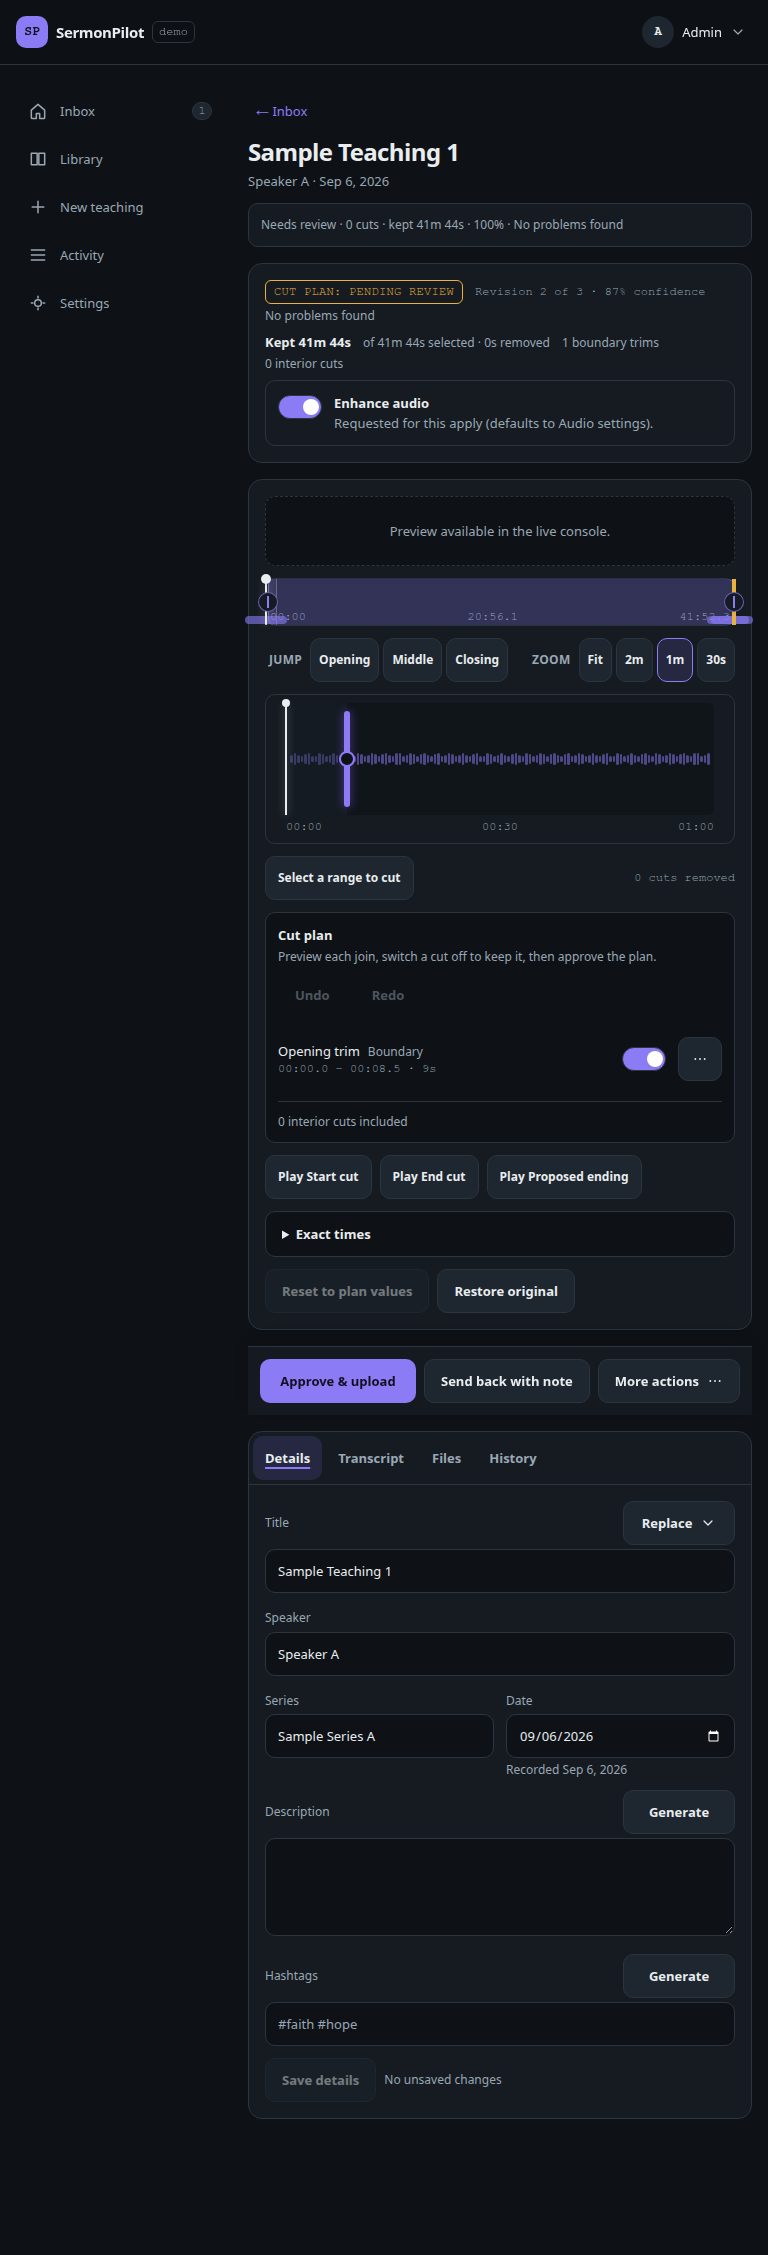 SP SermonPilot demo
A Admin
Inbox 1
Library
New teaching
Activity
Settings
← Inbox
Sample Teaching 1
Speaker A · Sep 6, 2026
Needs review · 0 cuts · kept 41m 44s · 100% · No problems found
CUT PLAN: PENDING REVIEW Revision 2 of 3 · 87% confidence
No problems found
Kept 41m 44s of 41m 44s selected · 0s removed 1 boundary trims
0 interior cuts
Enhance audio
Requested for this apply (defaults to Audio settings).
Preview available in the live console.
00:00 20:56.1
JUMP Opening Middle Closing ZOOM Fit 2m 1m 30s
00:00 00:30 01:00
Select a range to cut 0 cuts removed
Cut plan
Preview each join, switch a cut off to keep it, then approve the plan.
Undo Redo
Opening trim Boundary
00:00.0 – 00:08.5 · 9s
0 interior cuts included
Play Start cut Play End cut Play Proposed ending
Exact times
Reset to plan values Restore original
Approve & upload Send back with note More actions ···
Details Transcript Files History
Title Replace
Sample Teaching 1
Speaker
Speaker A
Series Date
Sample Series A 09/06/2026
Recorded Sep 6, 2026
Description Generate
Hashtags Generate
#faith #hope
Save details No unsaved changes